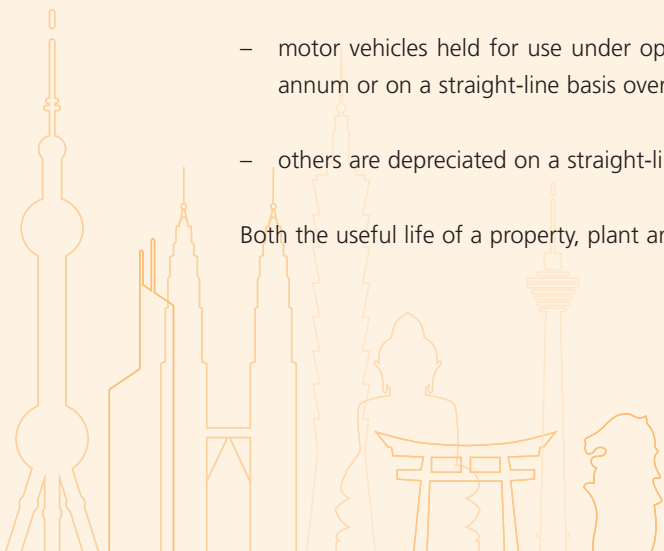 – motor vehicles held for use under op
annum or on a straight-line basis over
– others are depreciated on a straight-li
Both the useful life of a property, plant ar